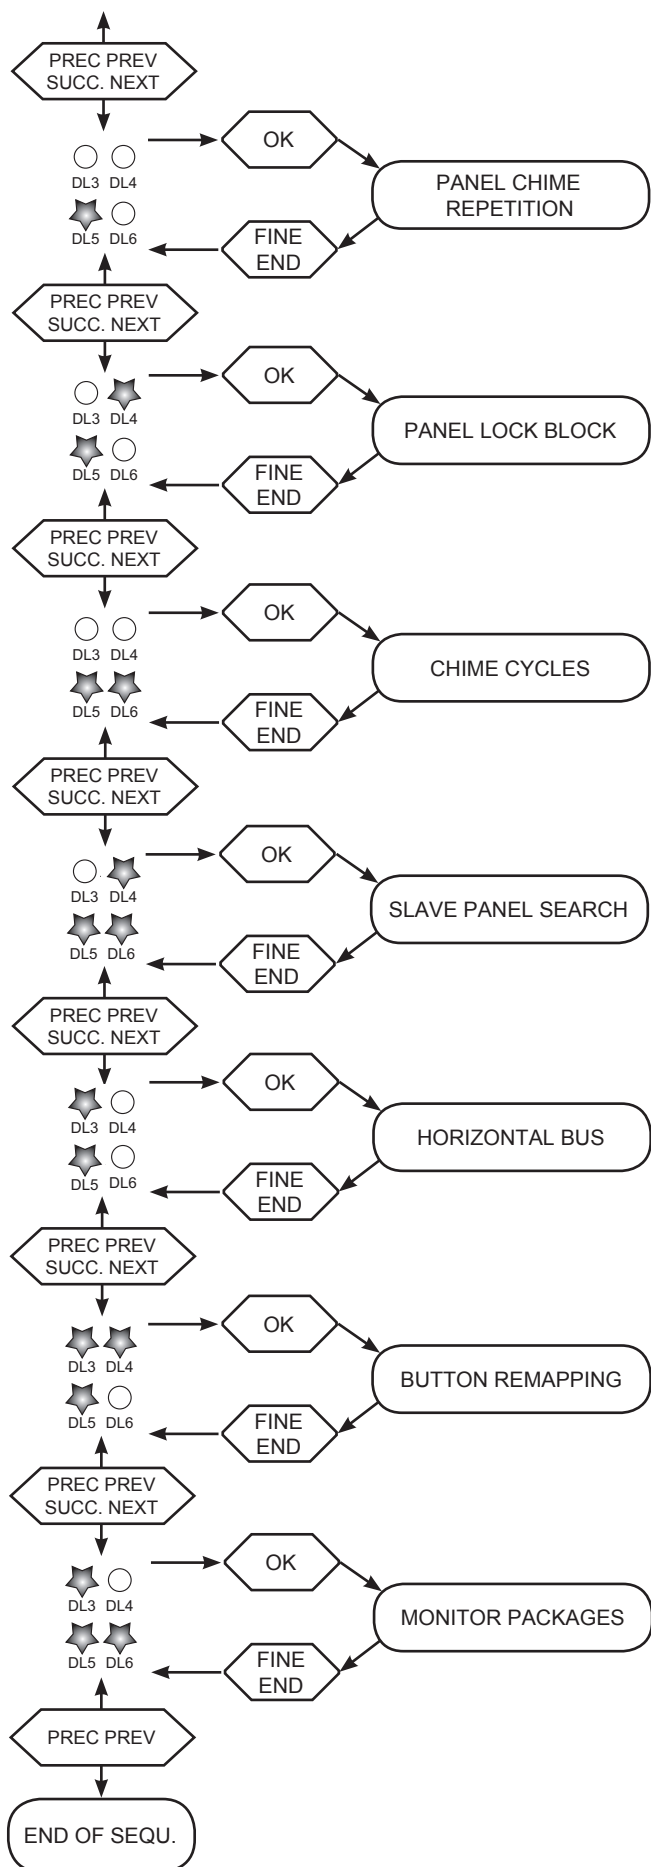 PREC PREV
SUCC. NEXT
OK
DL3 DL4
PANEL CHIME
REPETITION
DL5 DL6
FINE
END
PREC PREV
SUCC. NEXT
OK
DL3 DL4
PANEL LOCK BLOCK
DL5 DL6
FINE
END
PREC PREV
SUCC. NEXT
OK
DL3 DL4
CHIME CYCLES
DL5 DL6
FINE
END
PREC PREV
SUCC. NEXT
OK
DL3 DL4
SLAVE PANEL SEARCH
DL5 DL6
FINE
END
PREC PREV
SUCC. NEXT
OK
DL3 DL4
HORIZONTAL BUS
DL5 DL6
FINE
END
PREC PREV
SUCC. NEXT
OK
DL3 DL4
BUTTON REMAPPING
DL5 DL6
FINE
END
PREC PREV
SUCC. NEXT
OK
DL3 DL4
MONITOR PACKAGES
DL5 DL6
FINE
END
PREC PREV
END OF SEQU.